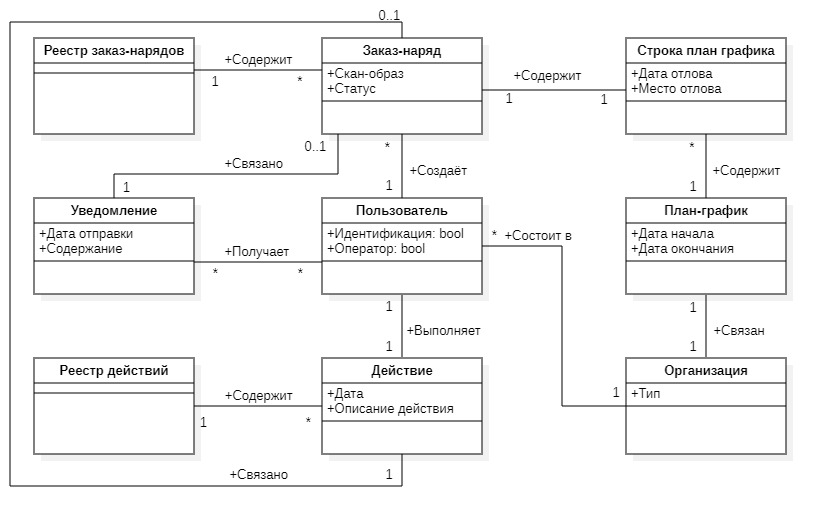 0..1
Реестр заказ-нарядов
Заказ-наряд
Строка план графика
+Содержит
1
*
+Скан-образ
+Статус
+Содержит
1
1
+Дата отлова
+Место отлова
0..1
*
*
+Связано
+Создаёт
+Содержит
1
1
1
Уведомление
Пользователь
План-график
+Дата отправки
+Содержание
+Получает
*
*
+Идентификация: bool
+Оператор: bool
*
+Состоит в
+Дата начала
+Дата окончания
1
1
+Выполняет
+Связан
1
1
Реестр действий
Действие
Организация
+Содержит
1
*
+Дата
+Описание действия
1
+Тип
+Связано
1